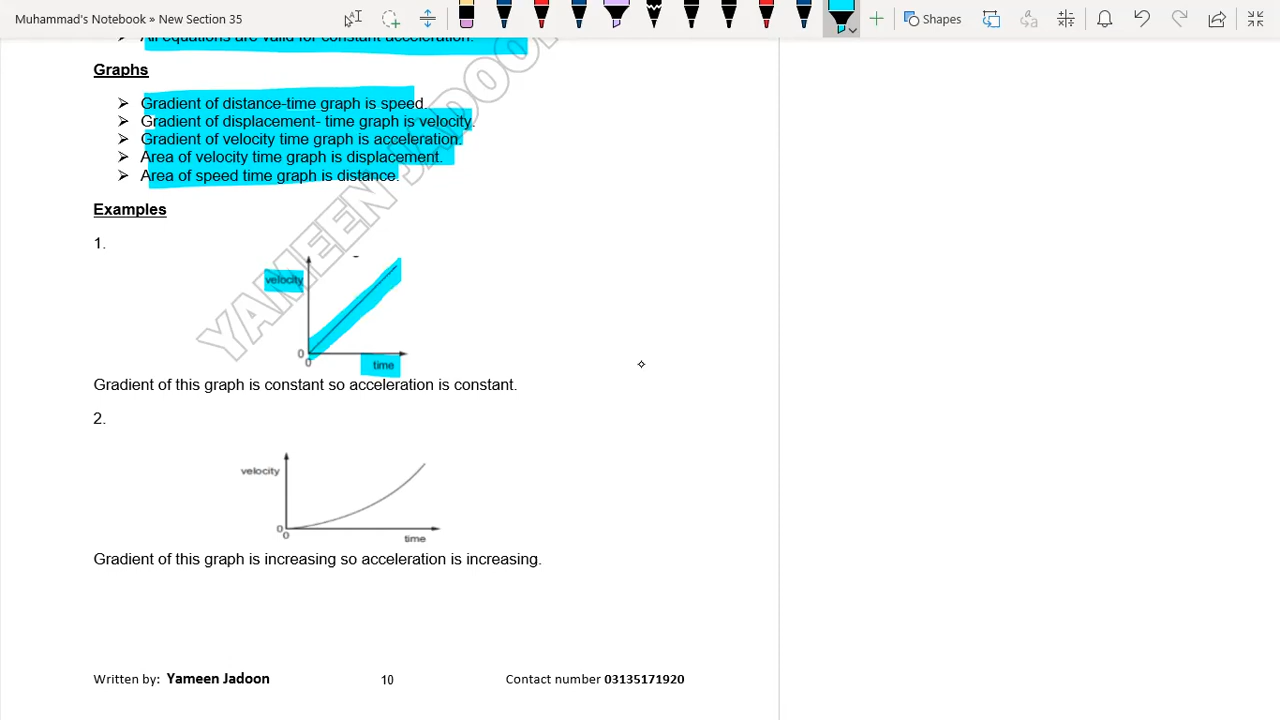 Muhammad's Notebook » New Section 35
Shapes
All equations are valid for constant acceleration.
Graphs
➢ Gradient of distance-time graph is speed.
➢ Gradient of displacement- time graph is velocity.
➢ Gradient of velocity time graph is acceleration.
➢ Area of velocity time graph is displacement.
➢ Area of speed time graph is distance.
Examples
1.
velocity
0
0
time
Gradient of this graph is constant so acceleration is constant.
2.
velocity
0
0
time
Gradient of this graph is increasing so acceleration is increasing.
YAMEEN JADOON
Written by: Yameen Jadoon
10
Contact number 03135171920